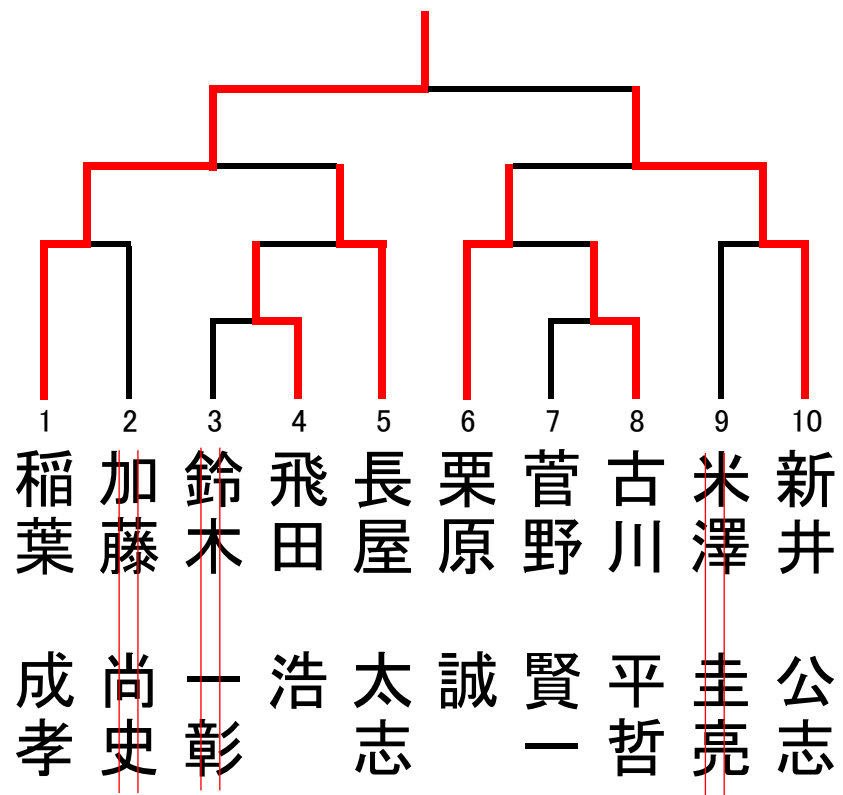 1 2 3 4 5 6 7 8 9 10
稲葉 成孝
加藤 尚史
鈴木 一彰
飛田 浩
長屋 太志
栗原 誠
菅野 賢一
古川 平哲
米澤 圭亮
新井 公志